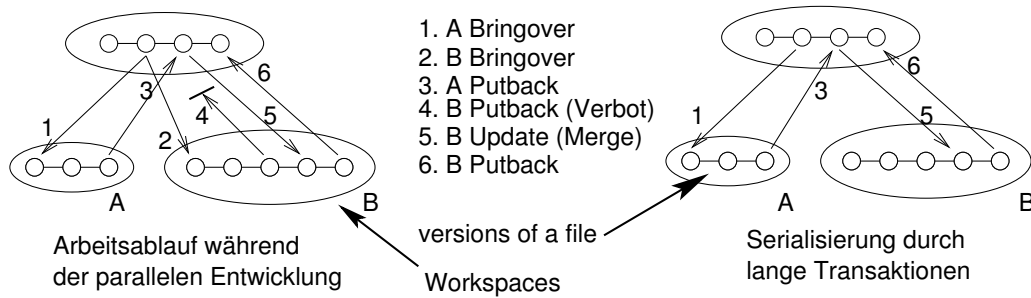 1
2
3
4
5
6
A
B
Arbeitsablauf während
der parallelen Entwicklung
1. A Bringover
2. B Bringover
3. A Putback
4. B Putback (Verbot)
5. B Update (Merge)
6. B Putback
versions of a file
Workspaces
1
3
5
6
A
B
Serialisierung durch
lange Transaktionen